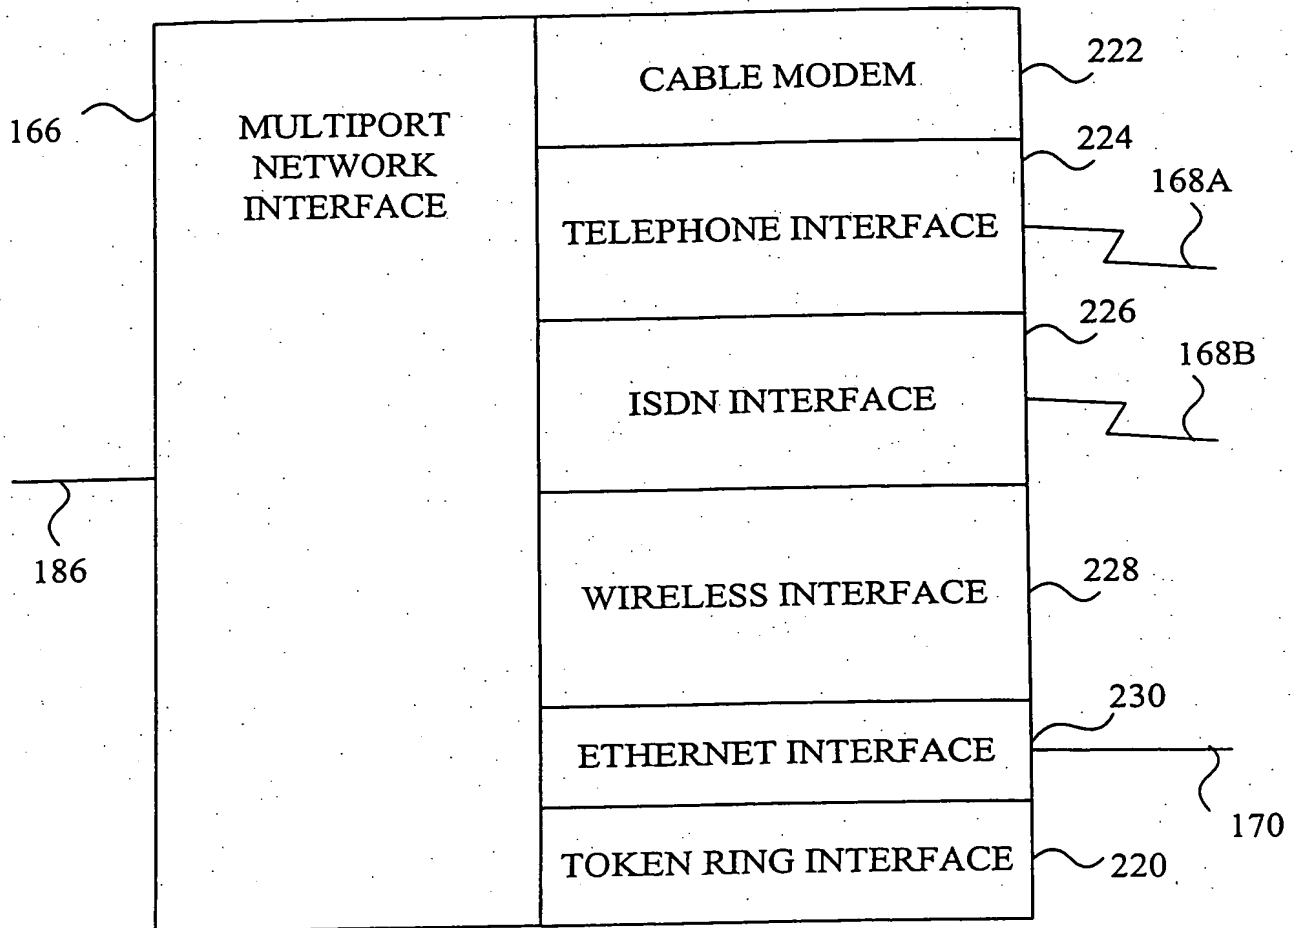 CABLE MODEM
222
166
MULTIPORT
NETWORK
INTERFACE
224
168A
TELEPHONE INTERFACE
226
168B
ISDN INTERFACE
186
WIRELESS INTERFACE
228
230
ETHERNET INTERFACE
170
TOKEN RING INTERFACE
220